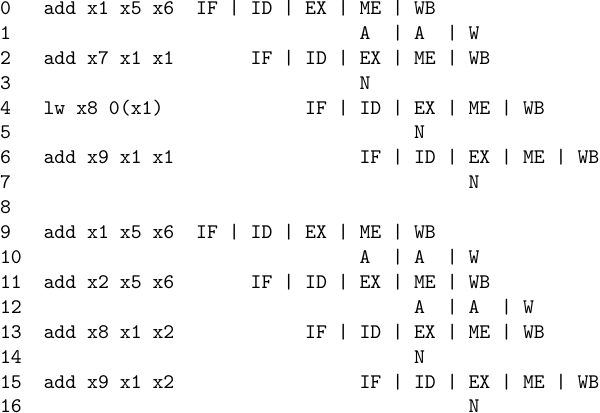 0 add x1 x5 x6 IF | ID | EX | ME | WB
1 A | A | W
2 add x7 x1 x1 IF | ID | EX | ME | WB
3 N
4 lw x8 0(x1) IF | ID | EX | ME | WB
5 N
6 add x9 x1 x1 IF | ID | EX | ME | WB
7 N
8
9 add x1 x5 x6 IF | ID | EX | ME | WB
10 A | A | W
11 add x2 x5 x6 IF | ID | EX | ME | WB
12 A | A | W
13 add x8 x1 x2 IF | ID | EX | ME | WB
14 N
15 add x9 x1 x2 IF | ID | EX | ME | WB
16 N